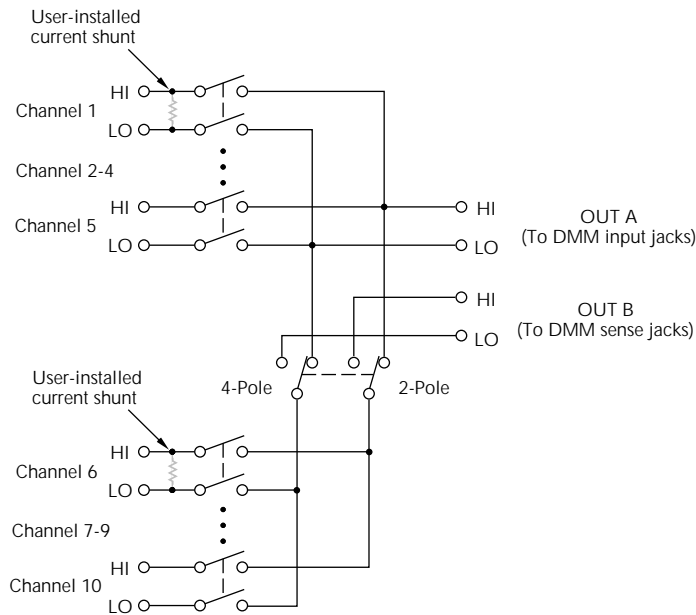 User-installed
current shunt
HI
Channel 1
LO
Channel 2-4
HI
Channel 5
LO
HI
OUT A
(To DMM input jacks)
LO
HI
OUT B
(To DMM sense jacks)
LO
4-Pole
2-Pole
User-installed
current shunt
HI
Channel 6
LO
Channel 7-9
HI
Channel 10
LO